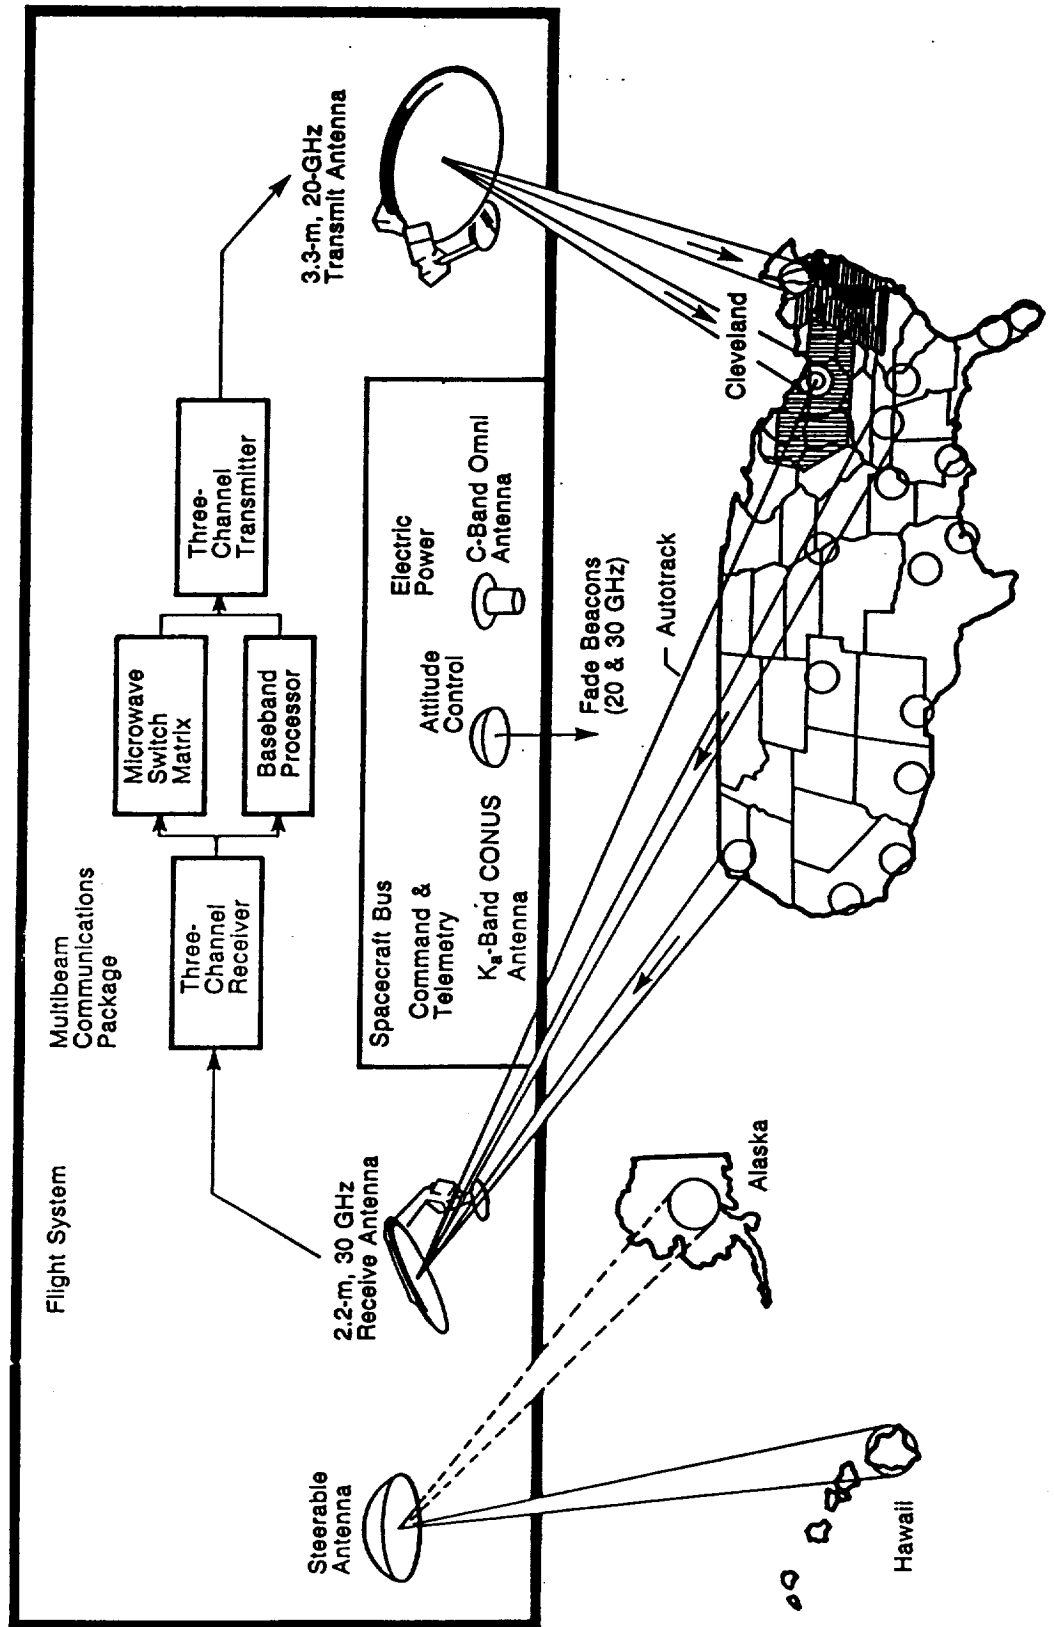 Flight System
Multibeam
Communications
Package
Three-
Channel
Receiver
Microwave
Switch
Matrix
Baseband
Processor
Three-
Channel
Transmitter
Steerable
Antenna
2.2-m, 30 GHz
Receive Antenna
3.3-m, 20-GHz
Transmit Antenna
Spacecraft Bus
Command &
Telemetry
Attitude
Control
Electric
Power
Ka-Band CONUS
Antenna
C-Band Omni
Antenna
Fade Beacons
(20 & 30 GHz)
Autotrack
Cleveland
Alaska
Hawaii